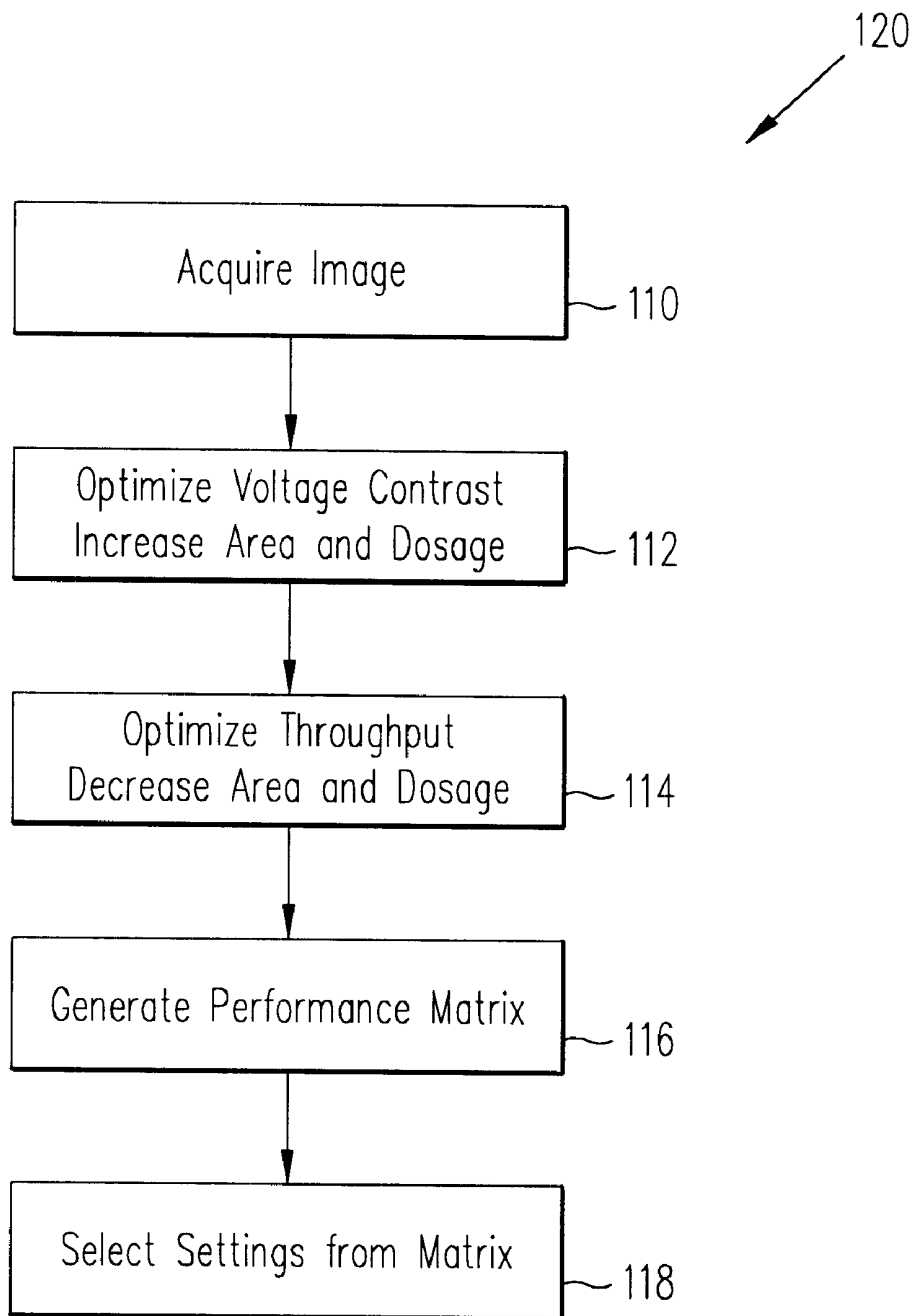 120
Acquire Image
110
Optimize Voltage Contrast
Increase Area and Dosage
112
Optimize Throughput
Decrease Area and Dosage
114
Generate Performance Matrix
116
Select Settings from Matrix
118